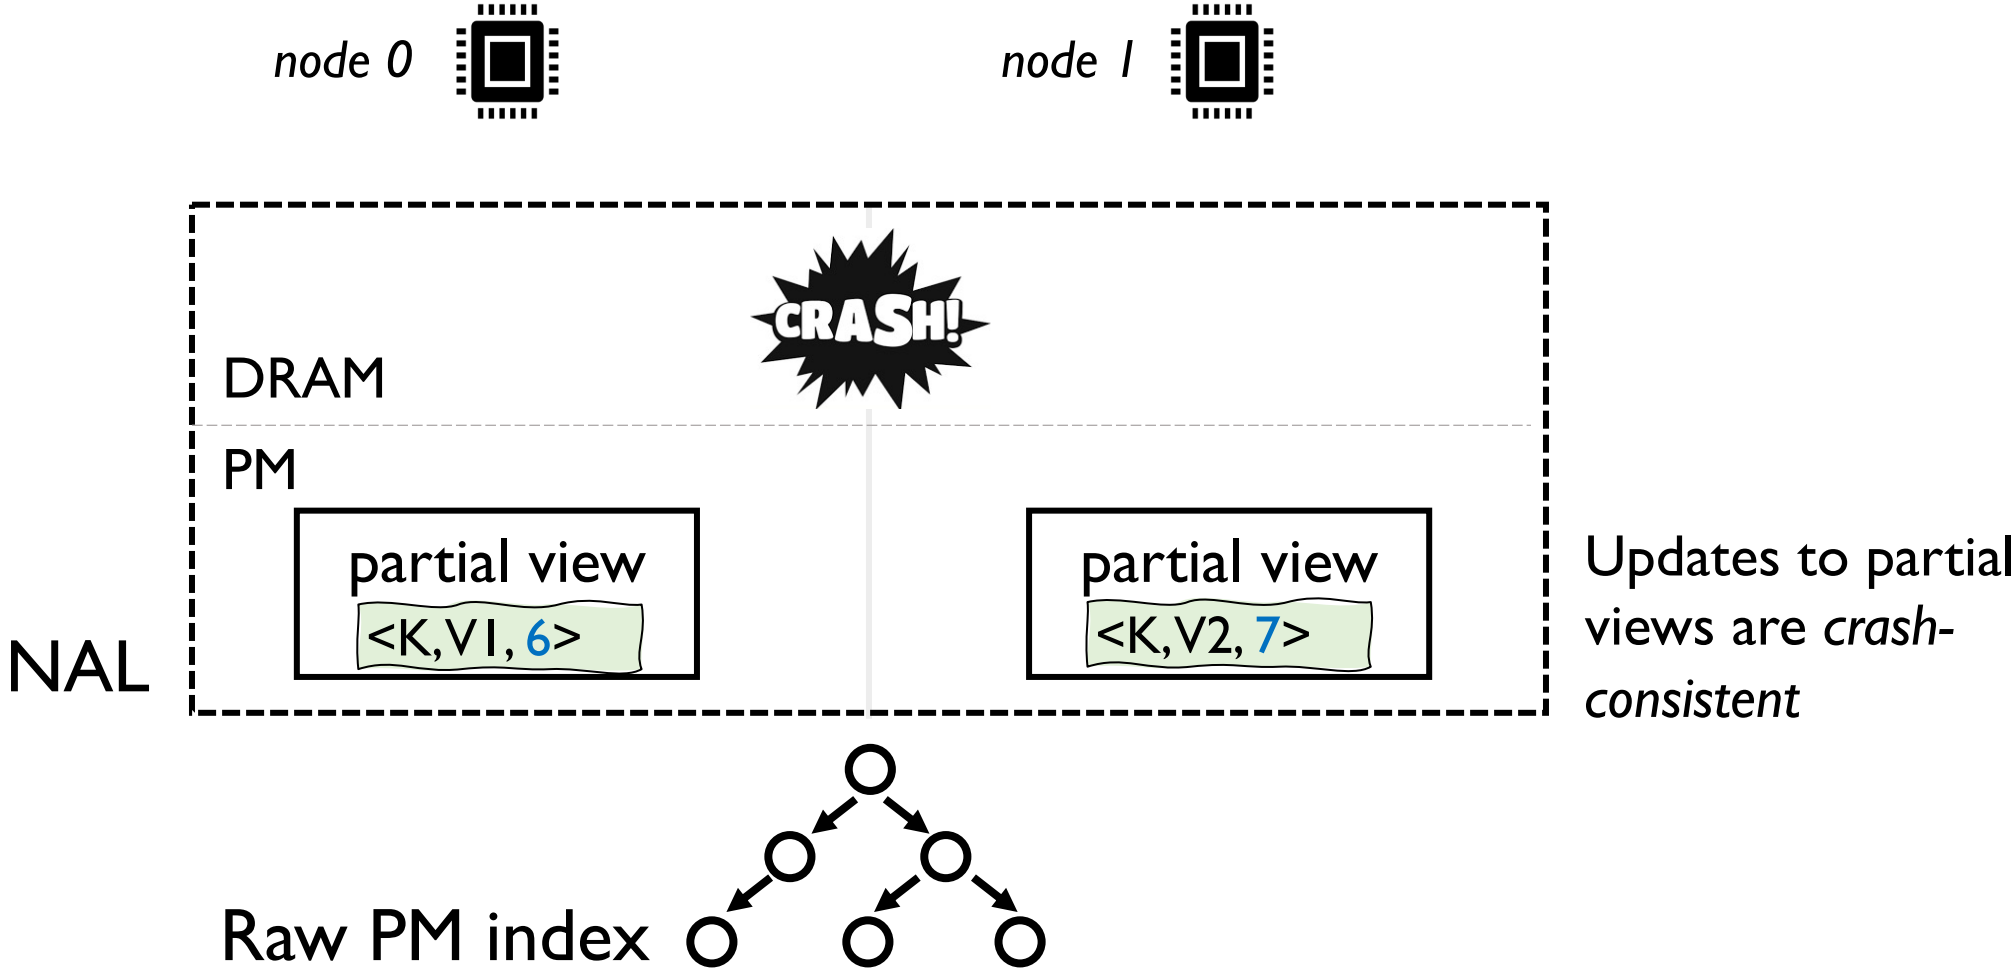 node 0
node 1
CRASH!
DRAM
PM
partial view
<K,V1, 6>
partial view
<K,V2, 7>
Updates to partial
views are crash-
consistent
NAL
Raw PM index